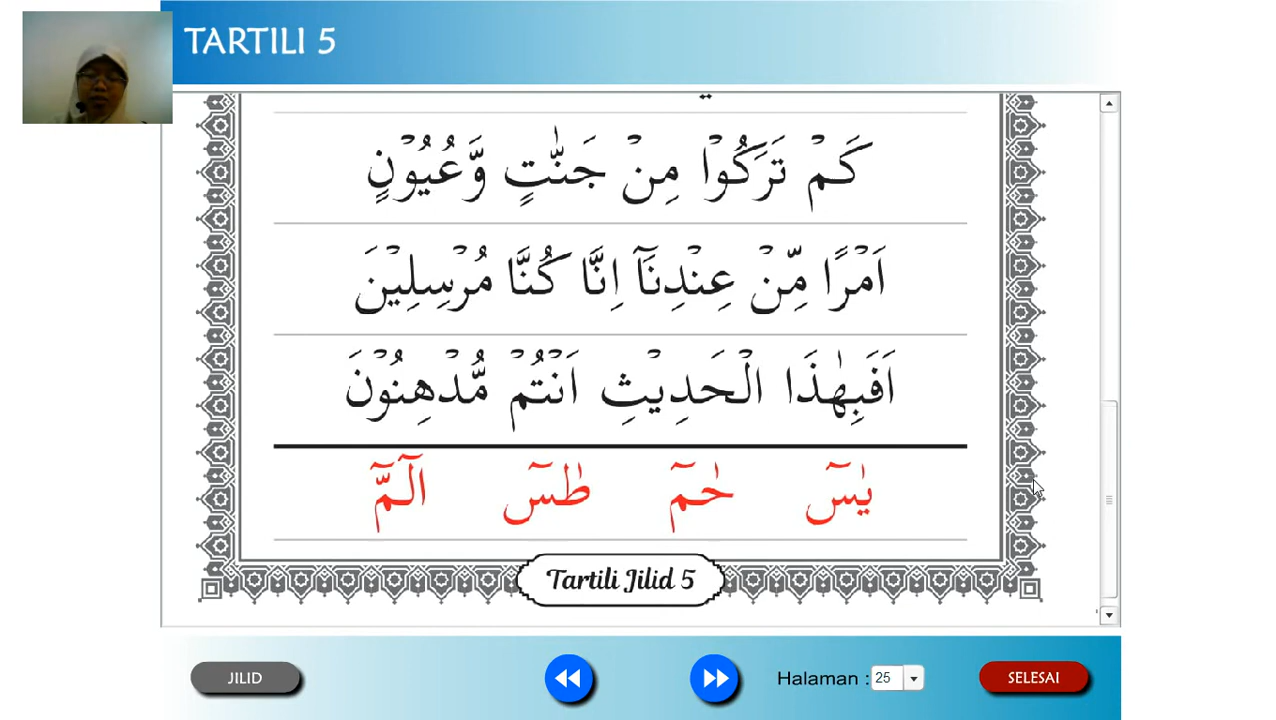 TARTILI 5
كَمْ تَرَكُوْا مِنْ جَنّٰتٍ وَّعُيُوْنٍ
اَمْرًا مِّنْ عِنْدِنَآ اِنَّا كُنَّا مُرْسِلِيْنَ
اَفَبِهٰذَا الْحَدِيْثِ اَنْتُمْ مُّدْهِنُوْنَ
يٰسٓ حٰمٓ طٰسٓ الٓمّٓ
Tartili Jilid 5
JILID Halaman : 25 SELESAI